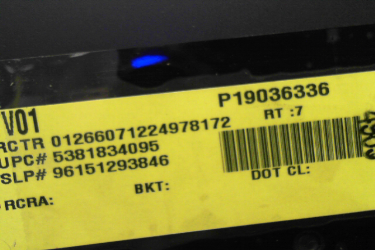 V01
P19036336
RCTR 01266071224978172
RT :7
UPC# 5381834095
SLP# 96151293846
BKT:
DOT CL:
RCRA: